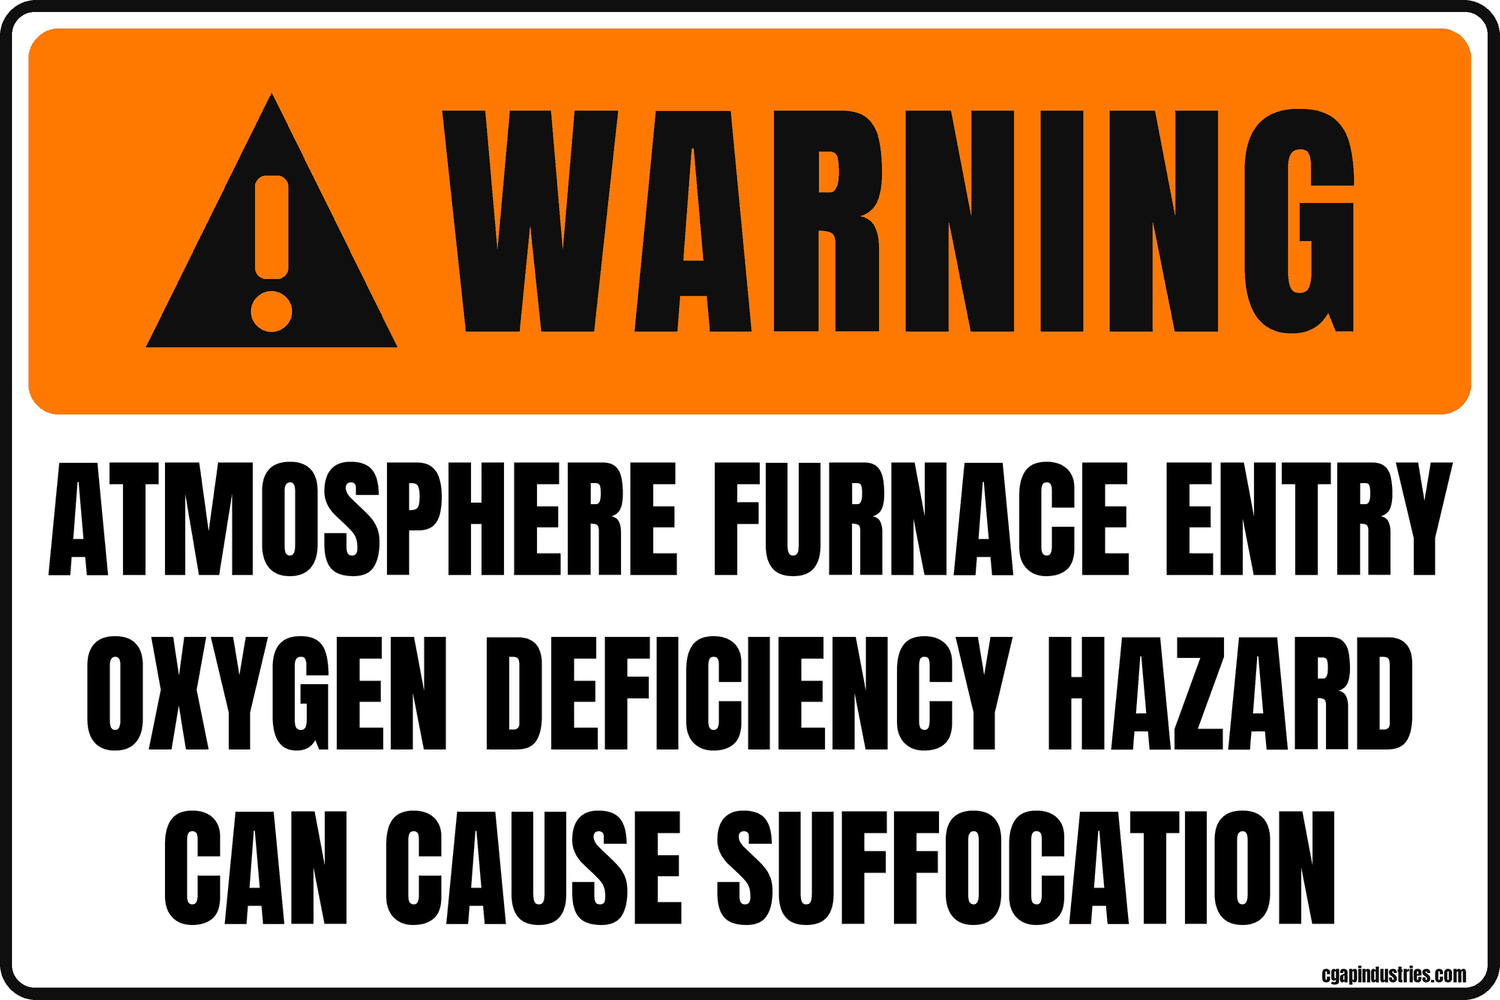 WARNING
ATMOSPHERE FURNACE ENTRY
OXYGEN DEFICIENCY HAZARD
CAN CAUSE SUFFOCATION
cgapindustries.com